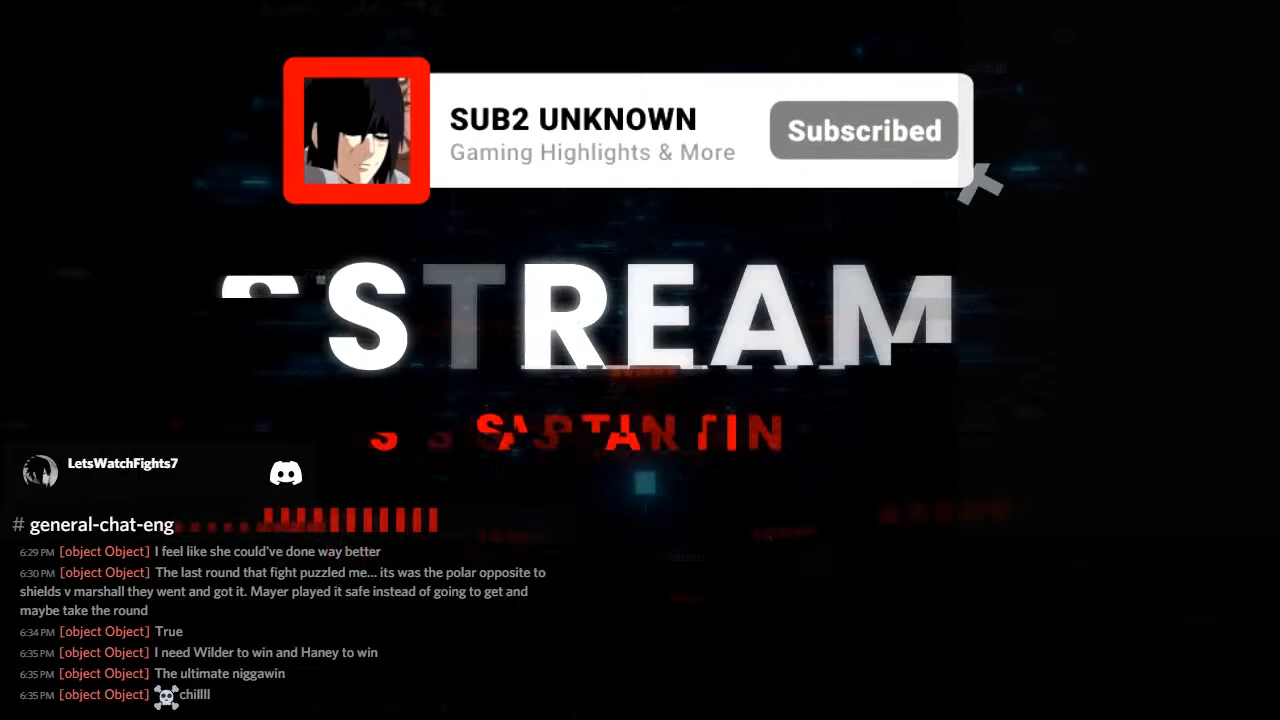 SUB2 UNKNOWN
Gaming Highlights & More
Subscribed
STREAM
LetsWatchFights7
# general-chat-eng
6:29 PM [object Object] I feel like she could've done way better
6:30 PM [object Object] The last round that fight puzzled me... its was the polar opposite to
shields v marshall they went and got it. Mayer played it safe instead of going to get and
maybe take the round
6:34 PM [object Object] True
6:35 PM [object Object] I need Wilder to win and Haney to win
6:35 PM [object Object] The ultimate niggawin
6:35 PM [object Object] ☠chillll